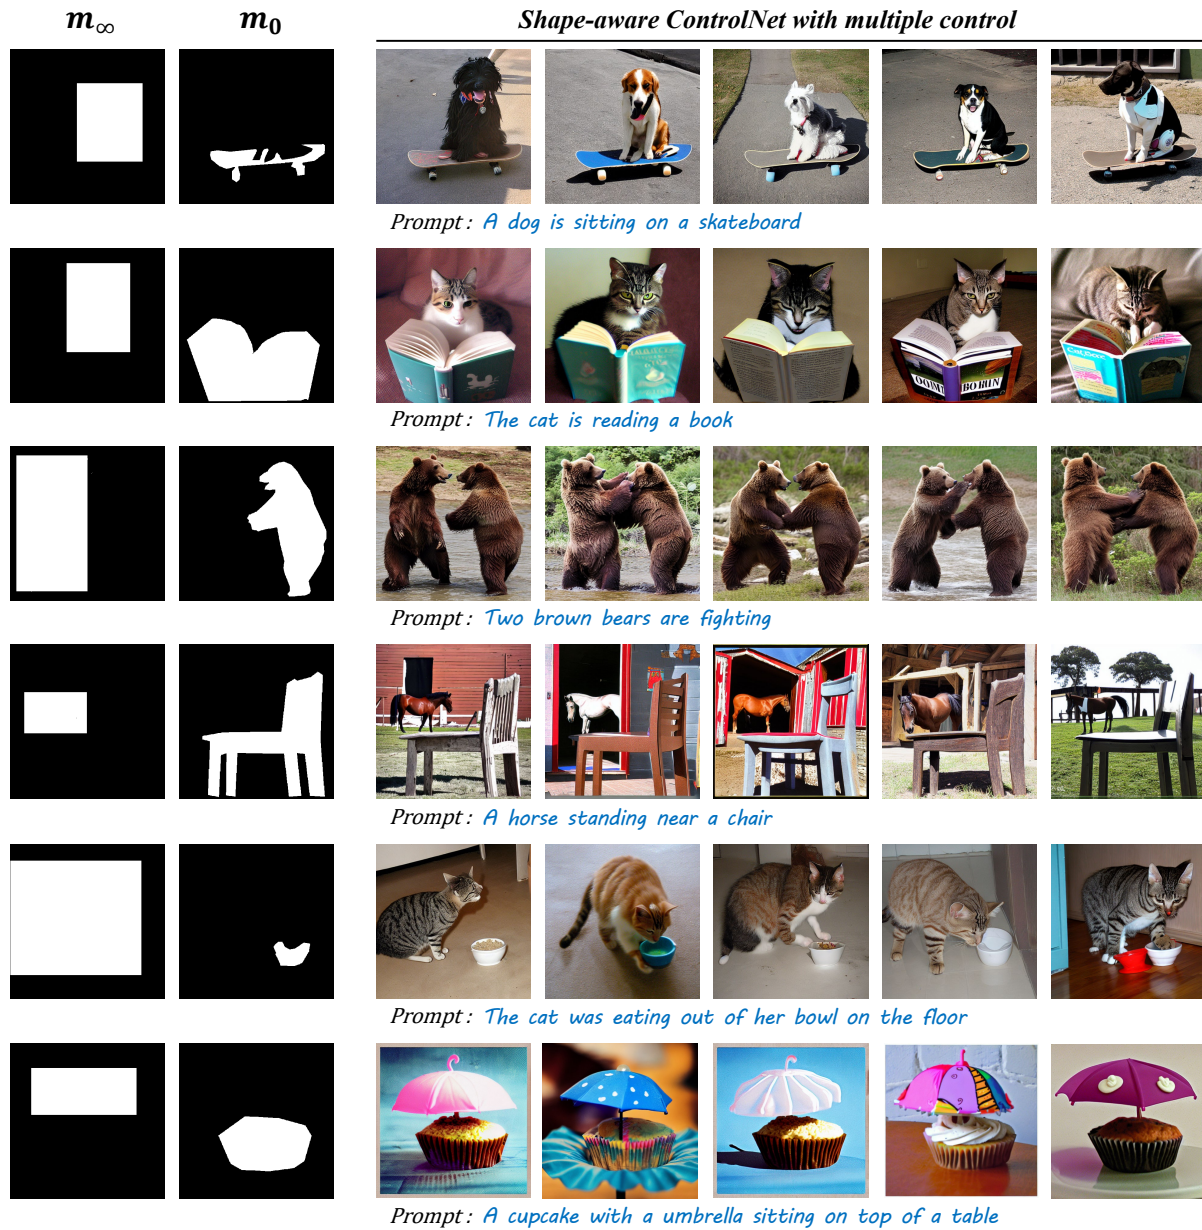 m∞ m0 Shape-aware ControlNet with multiple control
Prompt : A dog is sitting on a skateboard
Prompt : The cat is reading a book
Prompt : Two brown bears are fighting
Prompt : A horse standing near a chair
Prompt : The cat was eating out of her bowl on the floor
Prompt : A cupcake with a umbrella sitting on top of a table